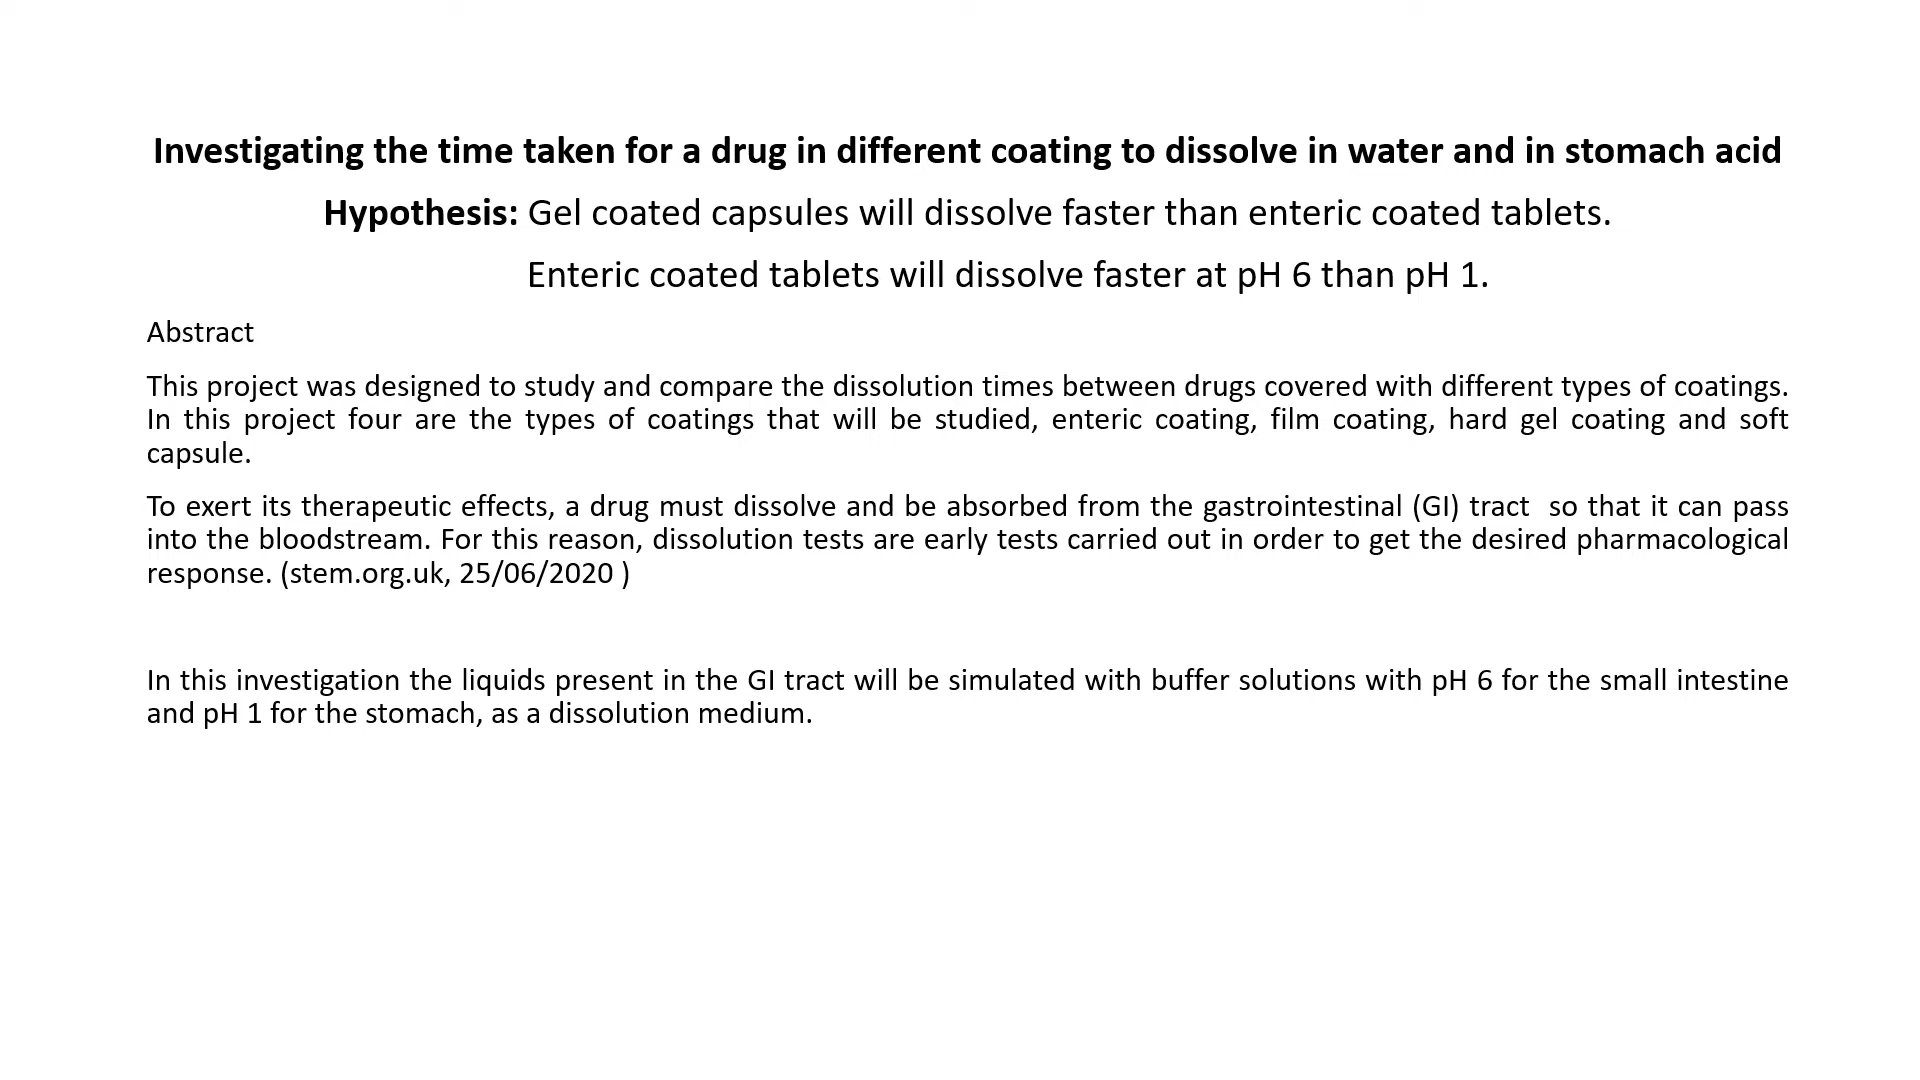 Investigating the time taken for a drug in different coating to dissolve in water and in stomach acid
Hypothesis: Gel coated capsules will dissolve faster than enteric coated tablets.
Enteric coated tablets will dissolve faster at pH 6 than pH 1.
Abstract
This project was designed to study and compare the dissolution times between drugs covered with different types of coatings.
In this project four are the types of coatings that will be studied, enteric coating, film coating, hard gel coating and soft
capsule.
To exert its therapeutic effects, a drug must dissolve and be absorbed from the gastrointestinal (GI) tract  so that it can pass
into the bloodstream. For this reason, dissolution tests are early tests carried out in order to get the desired pharmacological
response. (stem.org.uk, 25/06/2020 )
In this investigation the liquids present in the GI tract will be simulated with buffer solutions with pH 6 for the small intestine
and pH 1 for the stomach, as a dissolution medium.